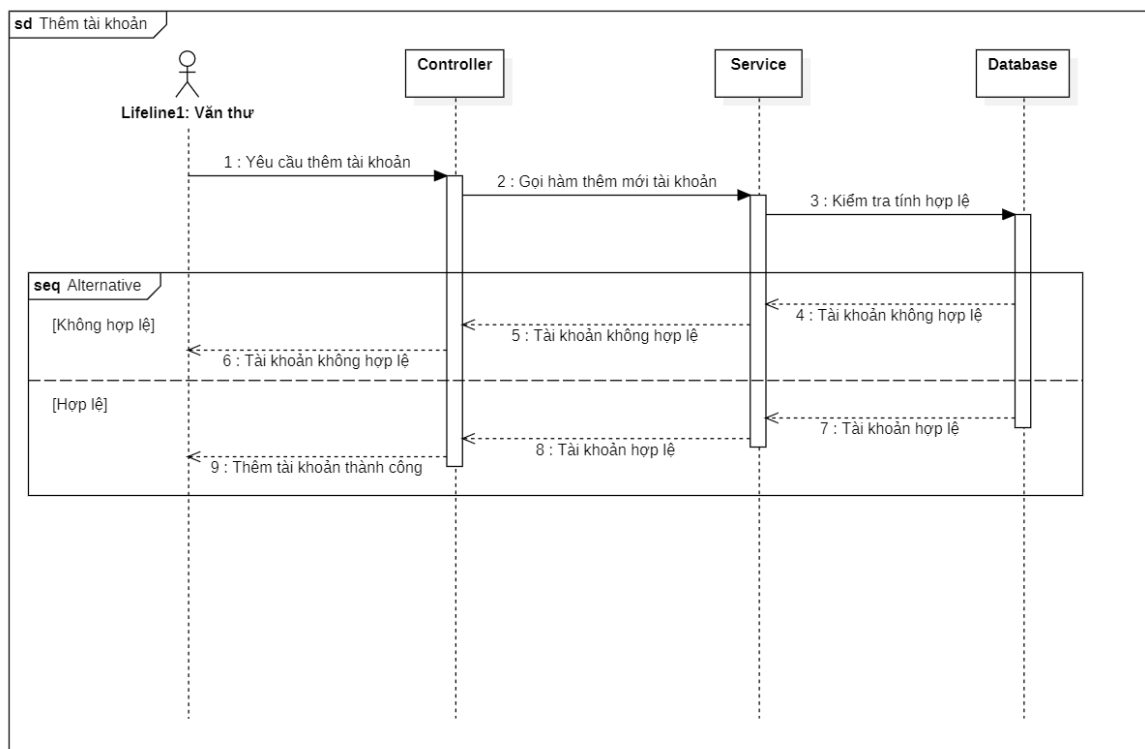 sd Thêm tài khoản
Lifeline1: Văn thư
Controller
Service
Database
1 : Yêu cầu thêm tài khoản
2 : Gọi hàm thêm mới tài khoản
3 : Kiểm tra tính hợp lệ
seq Alternative
[Không hợp lệ]
4 : Tài khoản không hợp lệ
5 : Tài khoản không hợp lệ
6 : Tài khoản không hợp lệ
[Hợp lệ]
7 : Tài khoản hợp lệ
8 : Tài khoản hợp lệ
9 : Thêm tài khoản thành công